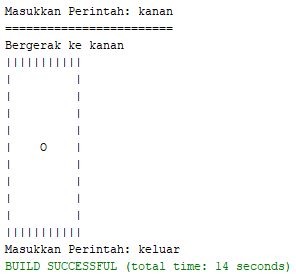 Masukkan Perintah: kanan
========================
Bergerak ke kanan
|||||||||||
|         |
|         |
|         |
|         |
|    O    |
|         |
|         |
|         |
|         |
|||||||||||
Masukkan Perintah: keluar
BUILD SUCCESSFUL (total time: 14 seconds)